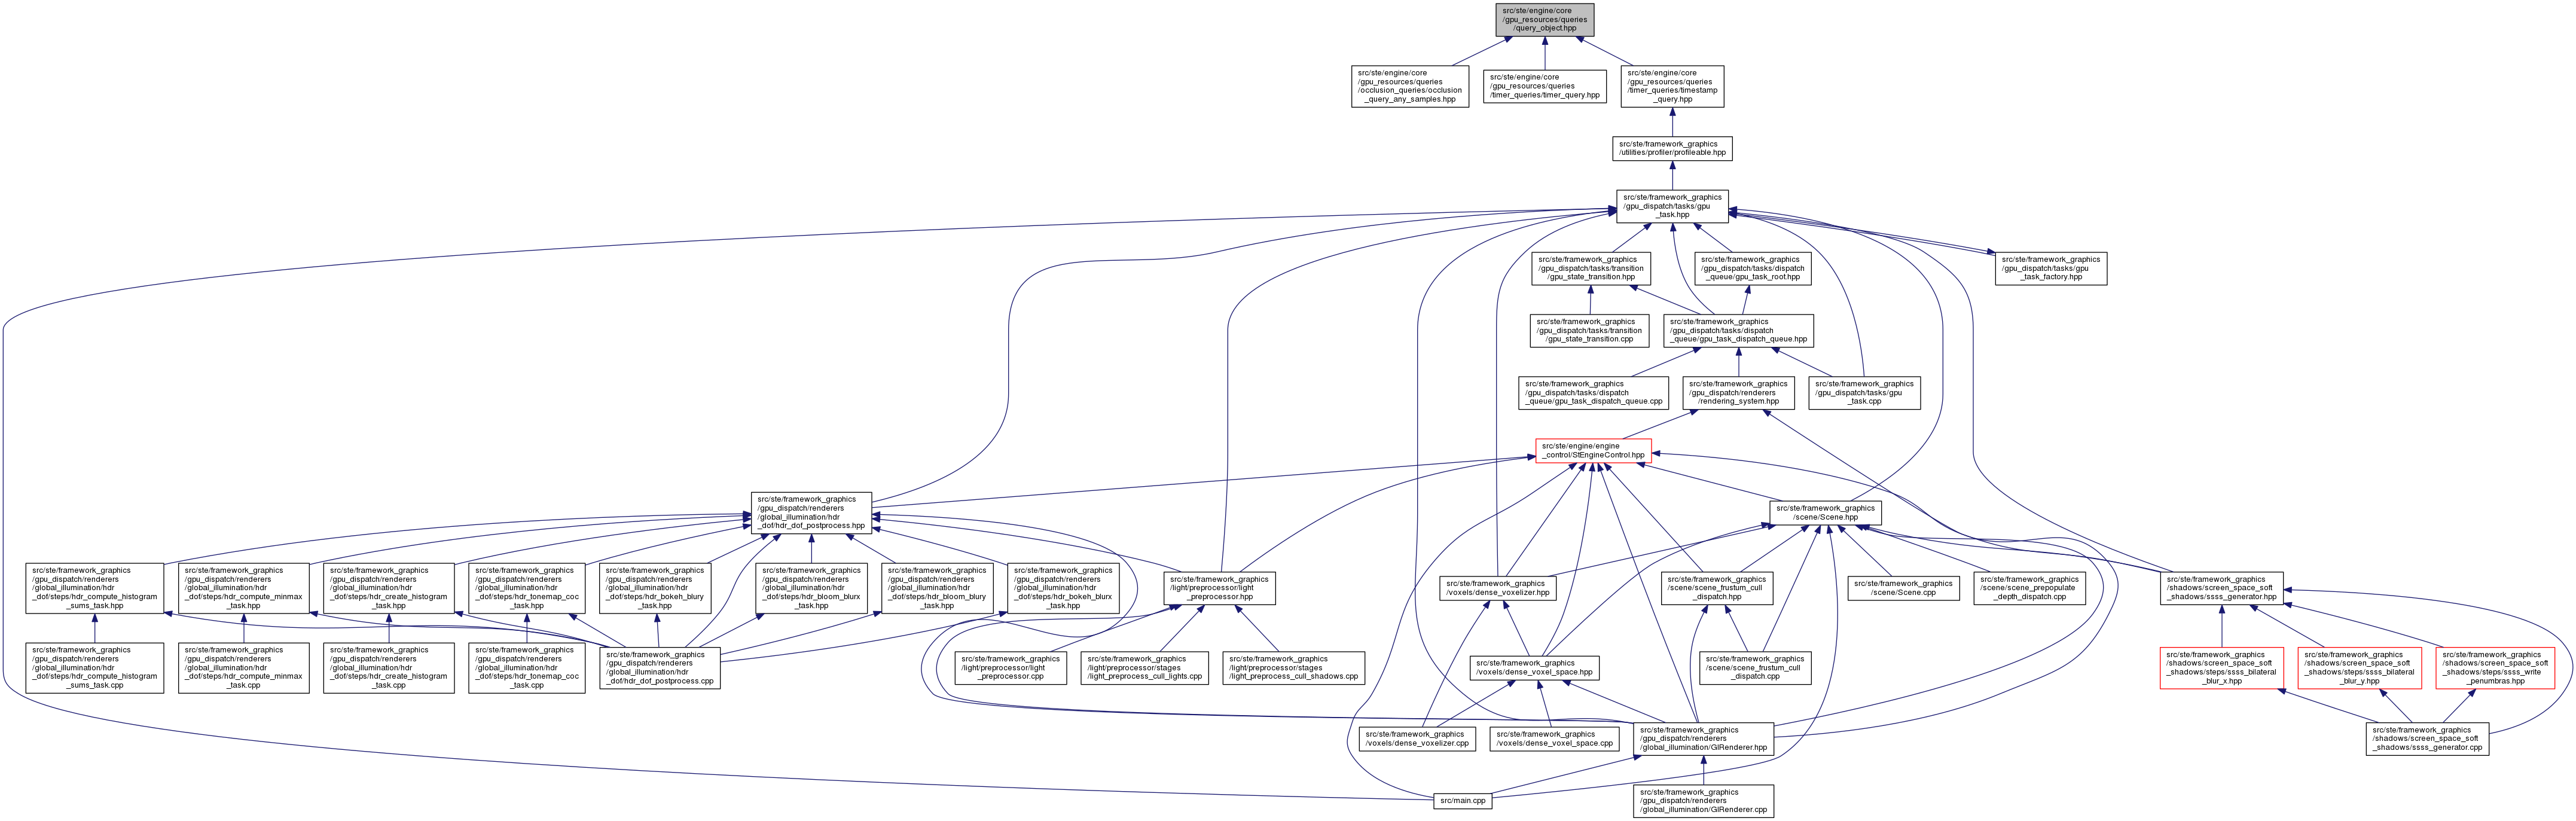 src/ste/engine/core
/gpu_resources/queries
/query_object.hpp
src/ste/engine/core
/gpu_resources/queries
/occlusion_queries/occlusion
_query_any_samples.hpp
src/ste/engine/core
/gpu_resources/queries
/timer_queries/timer_query.hpp
src/ste/engine/core
/gpu_resources/queries
/timer_queries/timestamp
_query.hpp
src/ste/framework_graphics
/utilities/profiler/profileable.hpp
src/ste/framework_graphics
/gpu_dispatch/tasks/gpu
_task.hpp
src/ste/framework_graphics
/gpu_dispatch/tasks/transition
/gpu_state_transition.hpp
src/ste/framework_graphics
/gpu_dispatch/tasks/dispatch
_queue/gpu_task_root.hpp
src/ste/framework_graphics
/gpu_dispatch/tasks/gpu
_task_factory.hpp
src/ste/framework_graphics
/gpu_dispatch/tasks/transition
/gpu_state_transition.cpp
src/ste/framework_graphics
/gpu_dispatch/tasks/dispatch
_queue/gpu_task_dispatch_queue.hpp
src/ste/framework_graphics
/gpu_dispatch/tasks/dispatch
_queue/gpu_task_dispatch_queue.cpp
src/ste/framework_graphics
/gpu_dispatch/renderers
/rendering_system.hpp
src/ste/framework_graphics
/gpu_dispatch/tasks/gpu
_task.cpp
src/ste/engine/engine
_control/StEngineControl.hpp
src/ste/framework_graphics
/gpu_dispatch/renderers
/global_illumination/hdr
_dof/hdr_dof_postprocess.hpp
src/ste/framework_graphics
/scene/Scene.hpp
src/ste/framework_graphics
/gpu_dispatch/renderers
/global_illumination/hdr
_dof/steps/hdr_compute_histogram
_sums_task.hpp
src/ste/framework_graphics
/gpu_dispatch/renderers
/global_illumination/hdr
_dof/steps/hdr_compute_minmax
_task.hpp
src/ste/framework_graphics
/gpu_dispatch/renderers
/global_illumination/hdr
_dof/steps/hdr_create_histogram
_task.hpp
src/ste/framework_graphics
/gpu_dispatch/renderers
/global_illumination/hdr
_dof/steps/hdr_tonemap_coc
_task.hpp
src/ste/framework_graphics
/gpu_dispatch/renderers
/global_illumination/hdr
_dof/steps/hdr_bokeh_blury
_task.hpp
src/ste/framework_graphics
/gpu_dispatch/renderers
/global_illumination/hdr
_dof/steps/hdr_bloom_blurx
_task.hpp
src/ste/framework_graphics
/gpu_dispatch/renderers
/global_illumination/hdr
_dof/steps/hdr_bloom_blury
_task.hpp
src/ste/framework_graphics
/gpu_dispatch/renderers
/global_illumination/hdr
_dof/steps/hdr_bokeh_blurx
_task.hpp
src/ste/framework_graphics
/light/preprocessor/light
_preprocessor.hpp
src/ste/framework_graphics
/voxels/dense_voxelizer.hpp
src/ste/framework_graphics
/scene/scene_frustum_cull
_dispatch.hpp
src/ste/framework_graphics
/scene/Scene.cpp
src/ste/framework_graphics
/scene/scene_prepopulate
_depth_dispatch.cpp
src/ste/framework_graphics
/shadows/screen_space_soft
_shadows/ssss_generator.hpp
src/ste/framework_graphics
/gpu_dispatch/renderers
/global_illumination/hdr
_dof/steps/hdr_compute_histogram
_sums_task.cpp
src/ste/framework_graphics
/gpu_dispatch/renderers
/global_illumination/hdr
_dof/steps/hdr_compute_minmax
_task.cpp
src/ste/framework_graphics
/gpu_dispatch/renderers
/global_illumination/hdr
_dof/steps/hdr_create_histogram
_task.cpp
src/ste/framework_graphics
/gpu_dispatch/renderers
/global_illumination/hdr
_dof/steps/hdr_tonemap_coc
_task.cpp
src/ste/framework_graphics
/gpu_dispatch/renderers
/global_illumination/hdr
_dof/hdr_dof_postprocess.cpp
src/ste/framework_graphics
/light/preprocessor/light
_preprocessor.cpp
src/ste/framework_graphics
/light/preprocessor/stages
/light_preprocess_cull_lights.cpp
src/ste/framework_graphics
/light/preprocessor/stages
/light_preprocess_cull_shadows.cpp
src/ste/framework_graphics
/voxels/dense_voxel_space.hpp
src/ste/framework_graphics
/scene/scene_frustum_cull
_dispatch.cpp
src/ste/framework_graphics
/shadows/screen_space_soft
_shadows/steps/ssss_bilateral
_blur_x.hpp
src/ste/framework_graphics
/shadows/screen_space_soft
_shadows/steps/ssss_bilateral
_blur_y.hpp
src/ste/framework_graphics
/shadows/screen_space_soft
_shadows/steps/ssss_write
_penumbras.hpp
src/ste/framework_graphics
/voxels/dense_voxelizer.cpp
src/ste/framework_graphics
/voxels/dense_voxel_space.cpp
src/ste/framework_graphics
/gpu_dispatch/renderers
/global_illumination/GIRenderer.hpp
src/ste/framework_graphics
/shadows/screen_space_soft
_shadows/ssss_generator.cpp
src/main.cpp
src/ste/framework_graphics
/gpu_dispatch/renderers
/global_illumination/GIRenderer.cpp